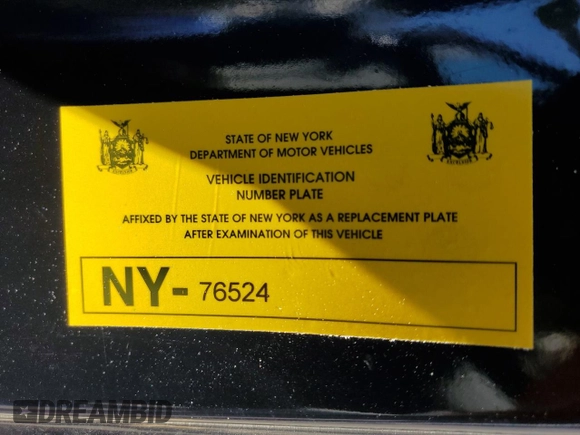 STATE OF NEW YORK
DEPARTMENT OF MOTOR VEHICLES
VEHICLE IDENTIFICATION
NUMBER PLATE
AFFIXED BY THE STATE OF NEW YORK AS A REPLACEMENT PLATE
AFTER EXAMINATION OF THIS VEHICLE
NY- 76524
DREAMBID